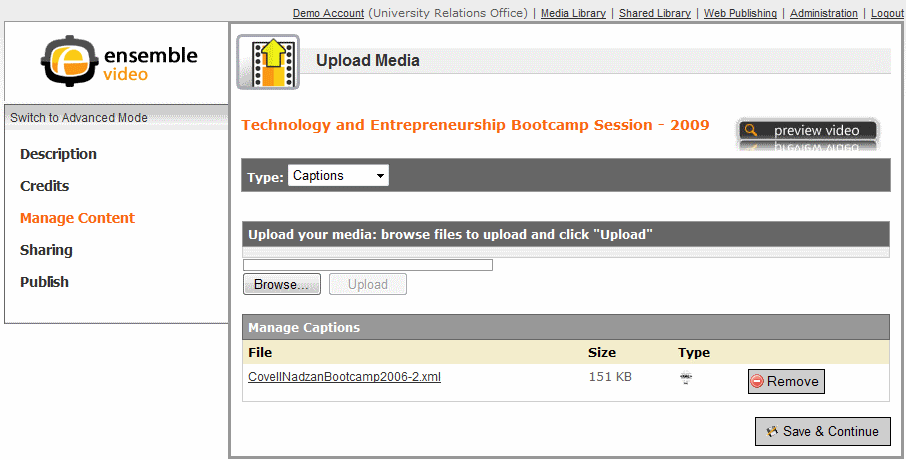 Demo Account (University Relations Office) | Media Library | Shared Library | Web Publishing | Administration | Logout
ensemble
video
Upload Media
Switch to Advanced Mode
Description
Credits
Manage Content
Sharing
Publish
Technology and Entrepreneurship Bootcamp Session - 2009
preview video
Type: Captions
Upload your media: browse files to upload and click "Upload"
Browse... Upload
Manage Captions
File Size Type
CovellNadzanBootcamp2006-2.xml 151 KB Remove
Save & Continue